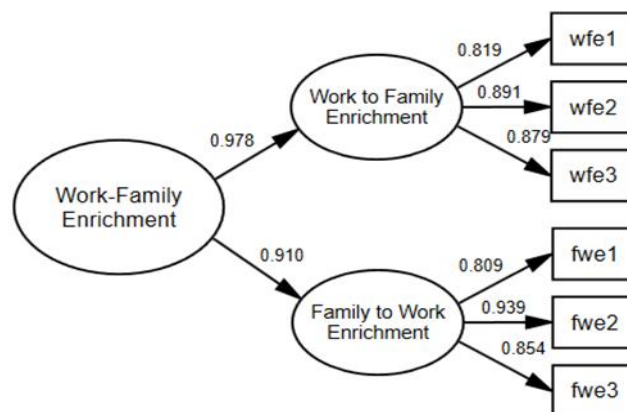 0.819
wfe1
Work to Family
Enrichment
0.891
wfe2
0.978
0.879
wfe3
Work-Family
Enrichment
0.910
0.809
fwe1
Family to Work
Enrichment
0.939
fwe2
0.854
fwe3